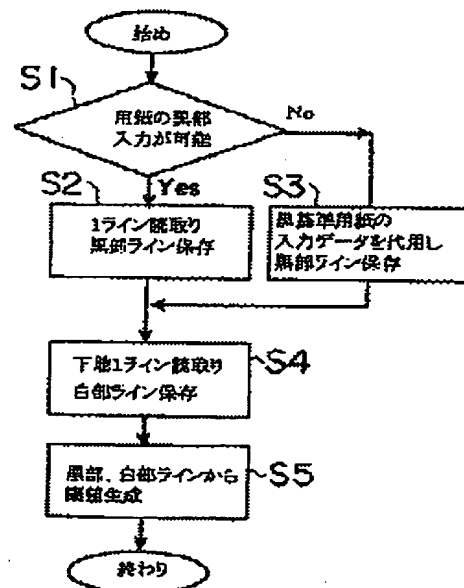 始め
S1
用紙の黒部
入力が可能
No
Yes
S2
1ライン読取り
黒部ライン保存
S3
黒基準用紙の
入力データを代用し
黒部ライン保存
下地1ライン読取り
白部ライン保存
S4
黒部、白部ラインから
生成
S5
終わり